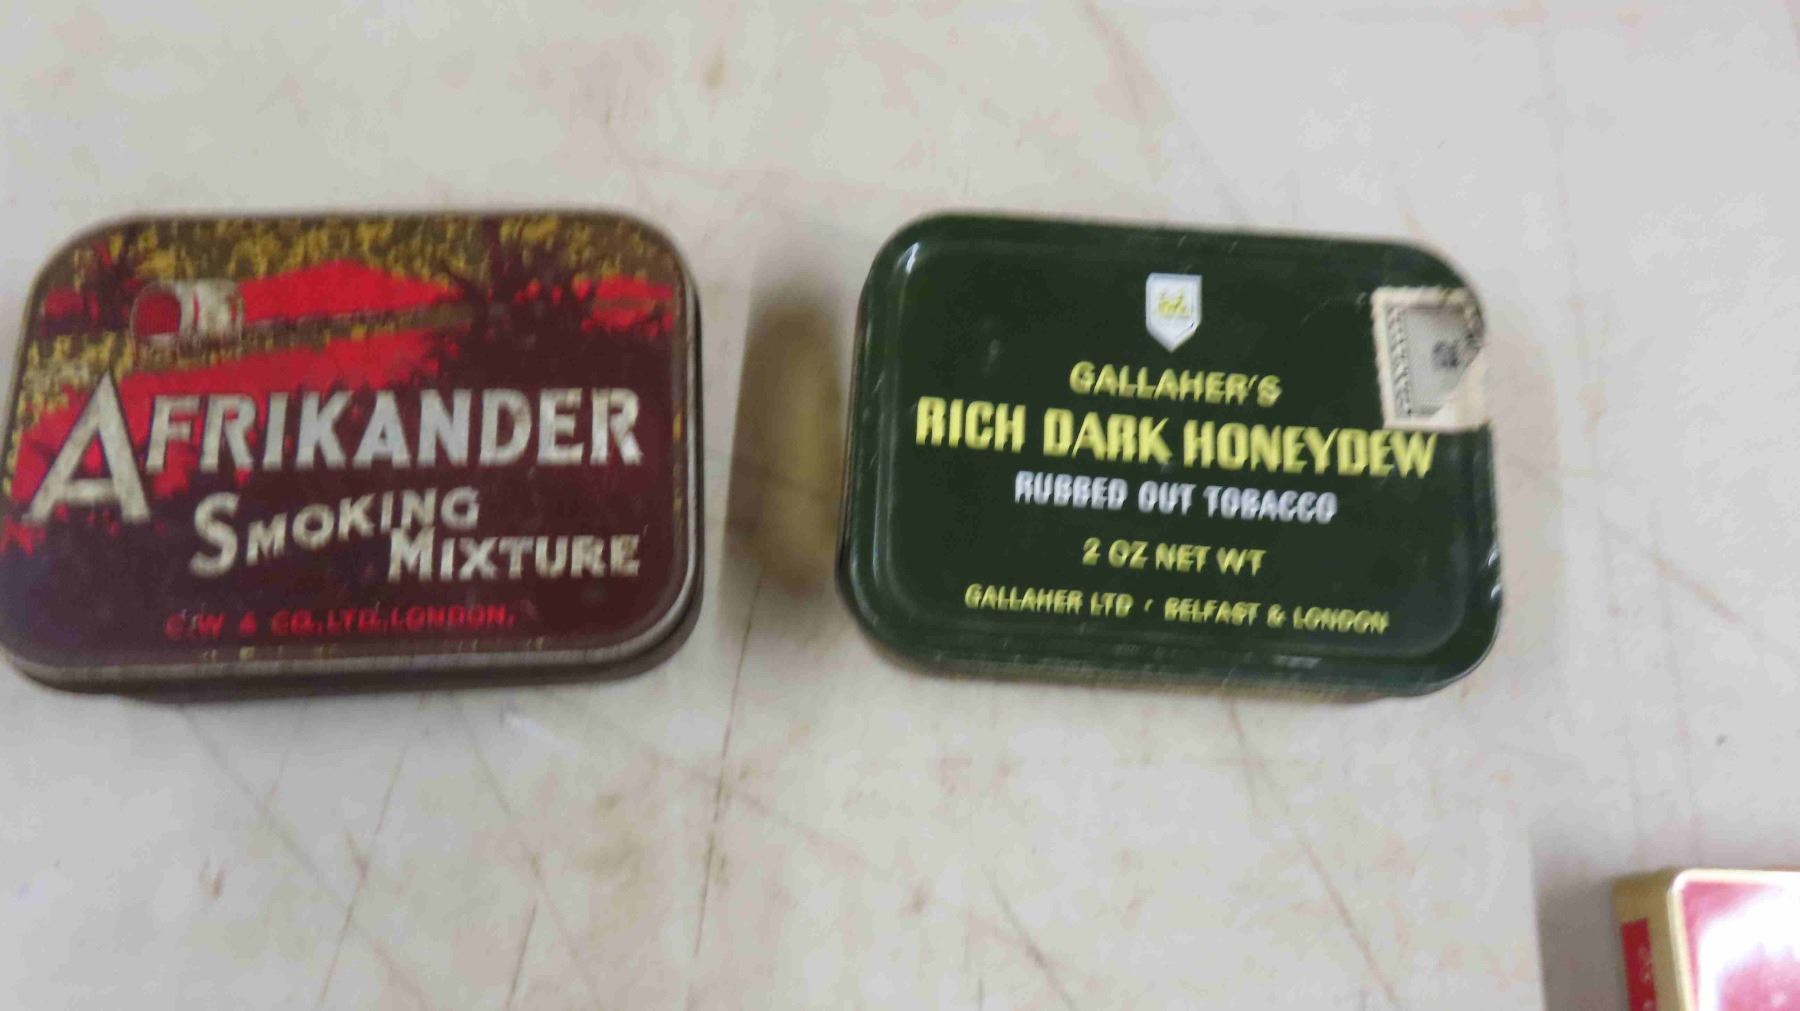 AFRIKANDER
SMOKING
MIXTURE
C.W & CO., LTD., LONDON.
GALLAHER'S
RICH DARK HONEYDEW
RUBBED OUT TOBACCO
2 OZ NET WT
GALLAHER LTD · BELFAST & LONDON